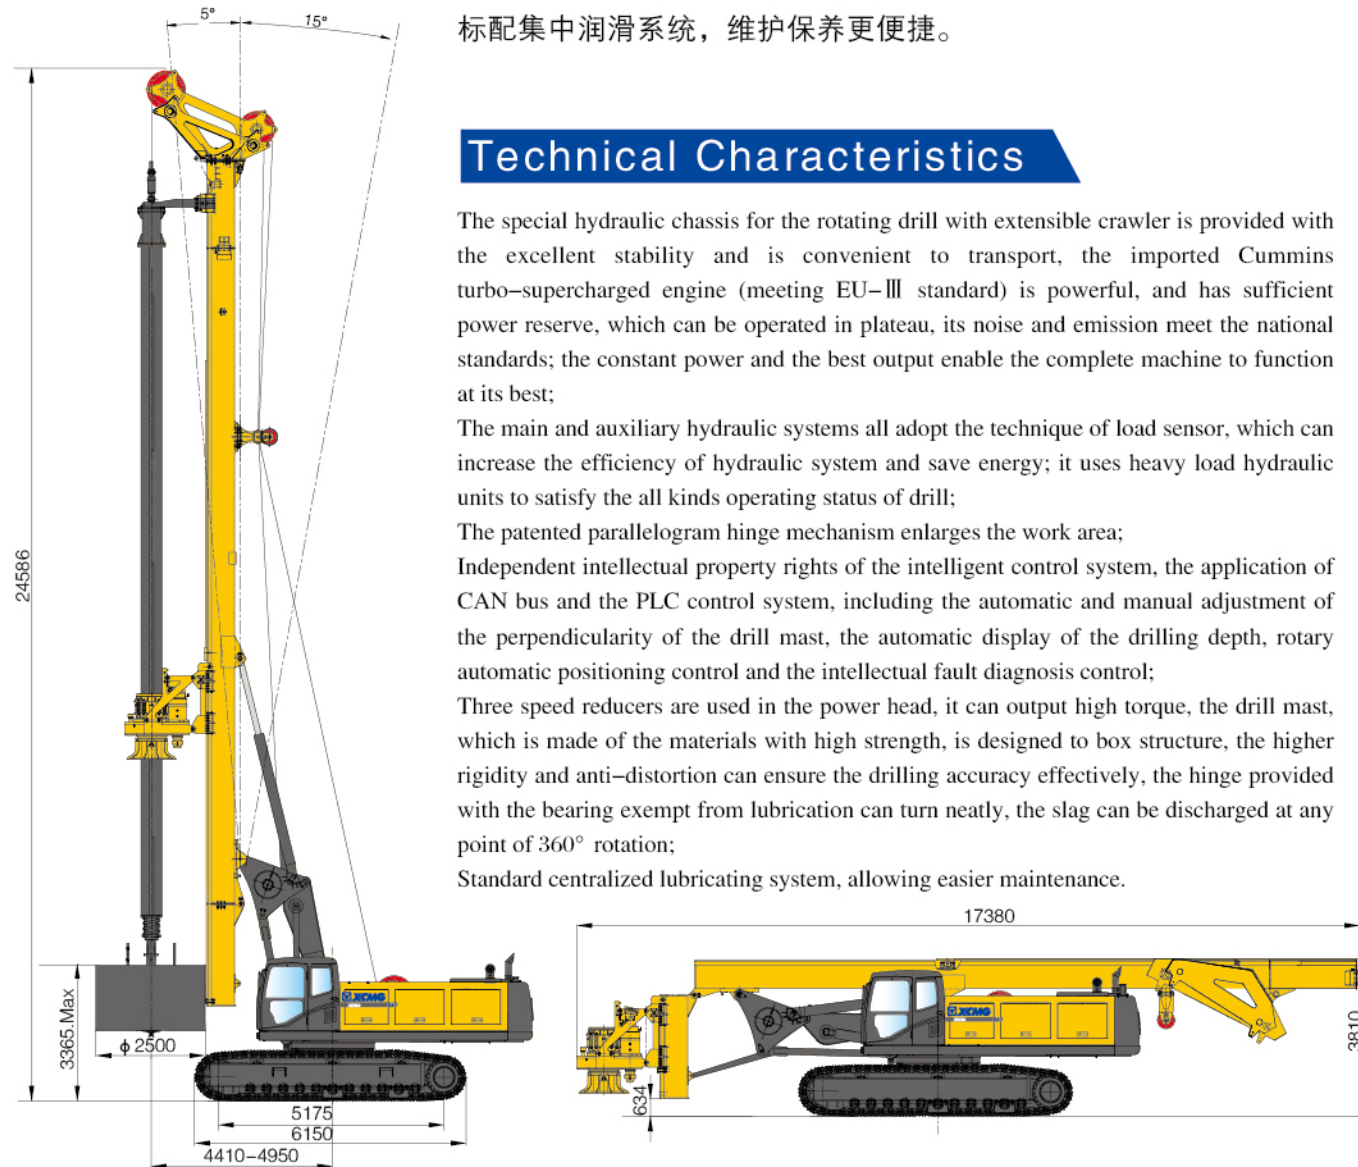 5°
15°
标配集中润滑系统，维护保养更便捷。
Technical Characteristics
The special hydraulic chassis for the rotating drill with extensible crawler is provided with
the excellent stability and is convenient to transport, the imported Cummins
turbo-supercharged engine (meeting EU-Ⅲ standard) is powerful, and has sufficient
power reserve, which can be operated in plateau, its noise and emission meet the national
standards; the constant power and the best output enable the complete machine to function
at its best;
The main and auxiliary hydraulic systems all adopt the technique of load sensor, which can
increase the efficiency of hydraulic system and save energy; it uses heavy load hydraulic
units to satisfy the all kinds operating status of drill;
The patented parallelogram hinge mechanism enlarges the work area;
Independent intellectual property rights of the intelligent control system, the application of
CAN bus and the PLC control system, including the automatic and manual adjustment of
the perpendicularity of the drill mast, the automatic display of the drilling depth, rotary
automatic positioning control and the intellectual fault diagnosis control;
Three speed reducers are used in the power head, it can output high torque, the drill mast,
which is made of the materials with high strength, is designed to box structure, the higher
rigidity and anti-distortion can ensure the drilling accuracy effectively, the hinge provided
with the bearing exempt from lubrication can turn neatly, the slag can be discharged at any
point of 360° rotation;
Standard centralized lubricating system, allowing easier maintenance.
24586
3365.Max
ϕ2500
XCMG
5175
6150
4410-4950
17380
XCMG
3810
634